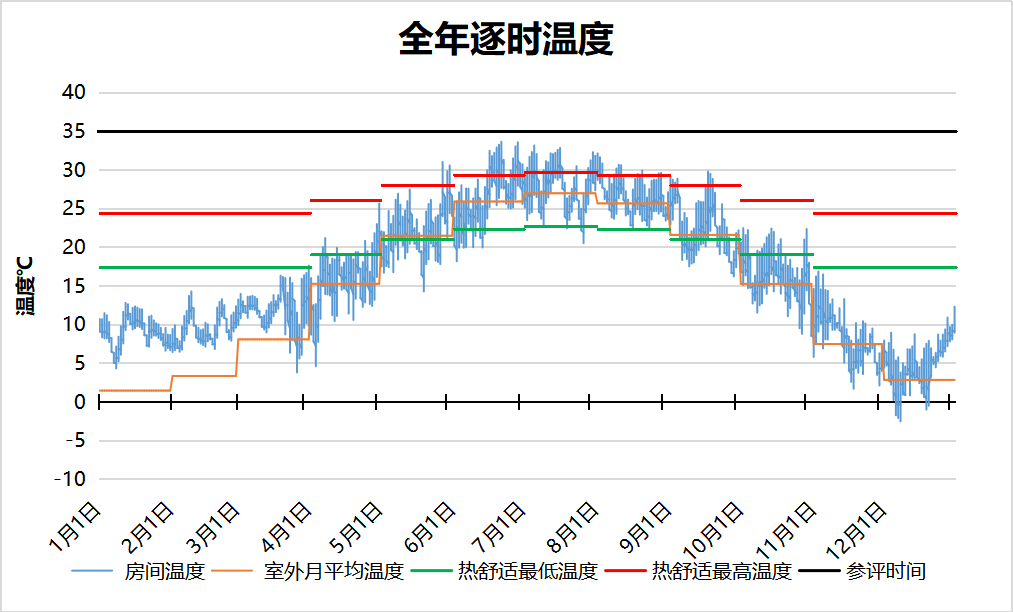 全年逐时温度
40
35
30
25
20
15
10
5
0
-5
-10
温度℃
1月1日
2月1日
3月1日
4月1日
5月1日
6月1日
7月1日
8月1日
9月1日
10月1日
11月1日
12月1日
房间温度 室外月平均温度 热舒适最低温度 热舒适最高温度 参评时间